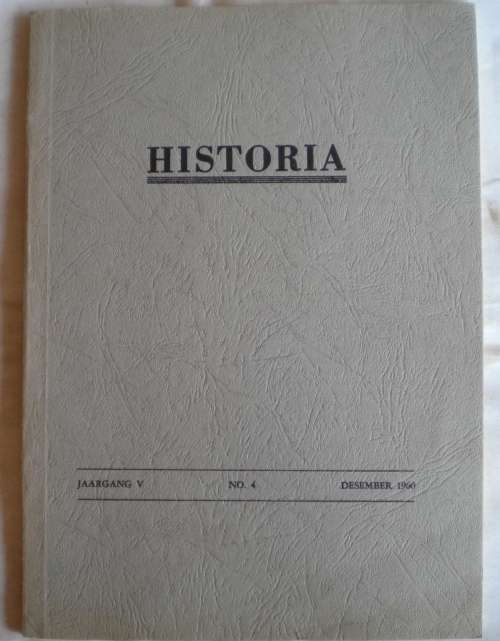 HISTORIA
JAARGANG V NO. 4 DESEMBER 1960